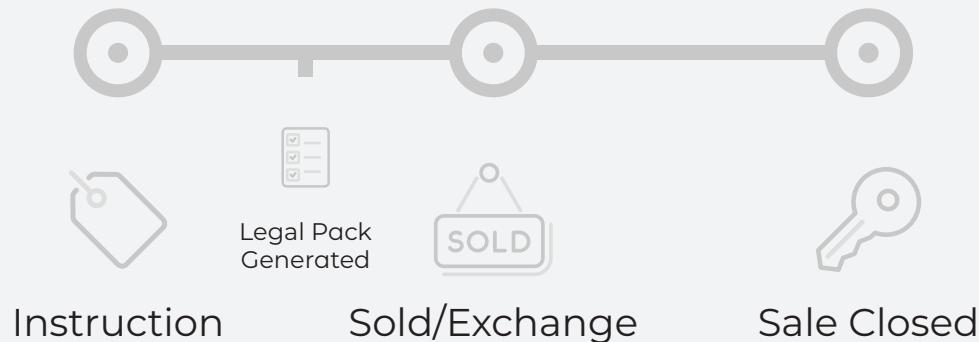 Legal Pack
Generated
SOLD
Instruction
Sold/Exchange
Sale Closed